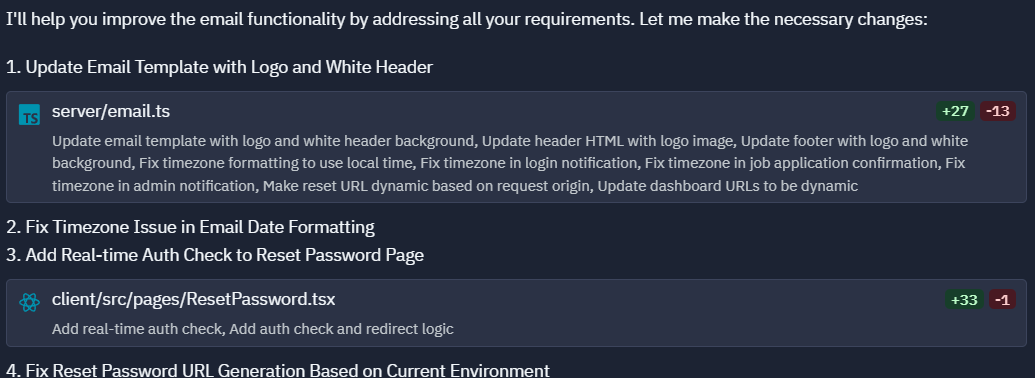 I'll help you improve the email functionality by addressing all your requirements. Let me make the necessary changes:
1. Update Email Template with Logo and White Header
TS server/email.ts +27 -13
Update email template with logo and white header background, Update header HTML with logo image, Update footer with logo and white
background, Fix timezone formatting to use local time, Fix timezone in login notification, Fix timezone in job application confirmation, Fix
timezone in admin notification, Make reset URL dynamic based on request origin, Update dashboard URLs to be dynamic
2. Fix Timezone Issue in Email Date Formatting
3. Add Real-time Auth Check to Reset Password Page
client/src/pages/ResetPassword.tsx +33 -1
Add real-time auth check, Add auth check and redirect logic
4. Fix Reset Password URL Generation Based on Current Environment